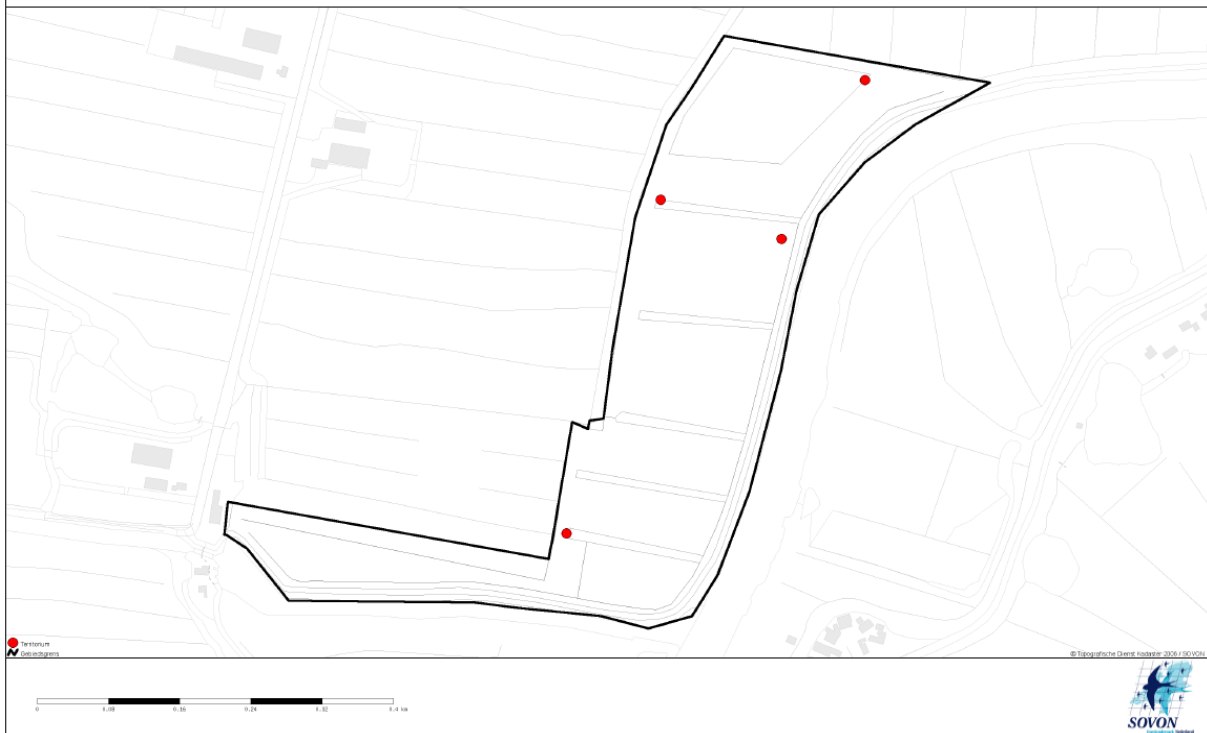 Territorium
Gebiedsgrens
© Topografische Dienst Kadaster 2006 / SOVON
0 0.08 0.16 0.24 0.32 0.4 km
SOVON